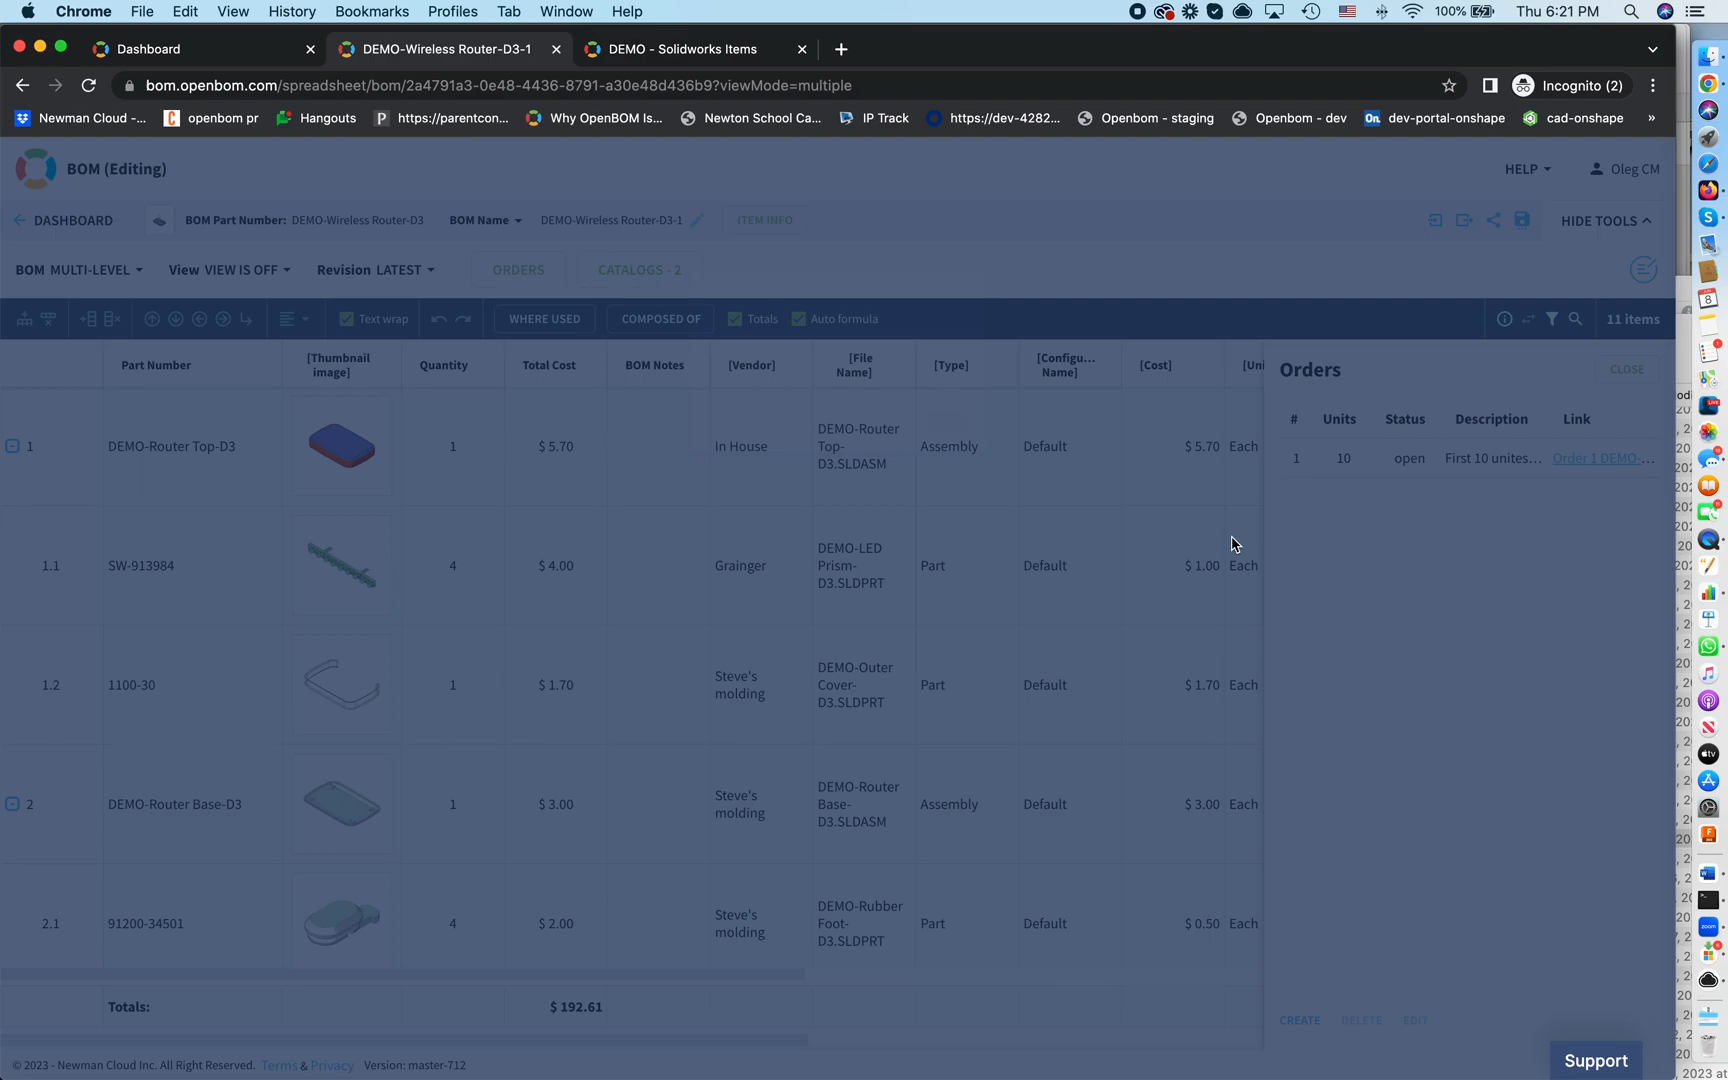 Chrome File Edit View History Bookmarks Profiles Tab Window Help 100% Thu 6:21 PM
Dashboard DEMO-Wireless Router-D3-1 DEMO - Solidworks Items
bom.openbom.com/spreadsheet/bom/2a4791a3-0e48-4436-8791-a30e48d436b9?viewMode=multiple Incognito (2)
Newman Cloud -... openbom pr Hangouts https://parentcon... Why OpenBOM Is... Newton School Ca... IP Track https://dev-4282... Openbom - staging Openbom - dev dev-portal-onshape cad-onshape »
BOM (Editing) HELP Oleg CM
DASHBOARD BOM Part Number: DEMO-Wireless Router-D3 BOM Name DEMO-Wireless Router-D3-1 ITEM INFO HIDE TOOLS
BOM MULTI-LEVEL View VIEW IS OFF Revision LATEST ORDERS CATALOGS - 2
Text wrap WHERE USED COMPOSED OF Totals Auto formula 11 items
Part Number [Thumbnail image] Quantity Total Cost BOM Notes [Vendor] [File Name] [Type] [Configu... Name] [Cost] [Uni
1 DEMO-Router Top-D3 1 $ 5.70 In House DEMO-Router Top-D3.SLDASM Assembly Default $ 5.70 Each
1.1 SW-913984 4 $ 4.00 Grainger DEMO-LED Prism-D3.SLDPRT Part Default $ 1.00 Each
1.2 1100-30 1 $ 1.70 Steve's molding DEMO-Outer Cover-D3.SLDPRT Part Default $ 1.70 Each
2 DEMO-Router Base-D3 1 $ 3.00 Steve's molding DEMO-Router Base-D3.SLDASM Assembly Default $ 3.00 Each
2.1 91200-34501 4 $ 2.00 Steve's molding DEMO-Rubber Foot-D3.SLDPRT Part Default $ 0.50 Each
Totals: $ 192.61
Orders CLOSE
# Units Status Description Link
1 10 open First 10 unites... Order 1 DEMO-...
CREATE DELETE EDIT
Support
© 2023 - Newman Cloud Inc. All Right Reserved. Terms & Privacy Version: master-712
, 2023 at